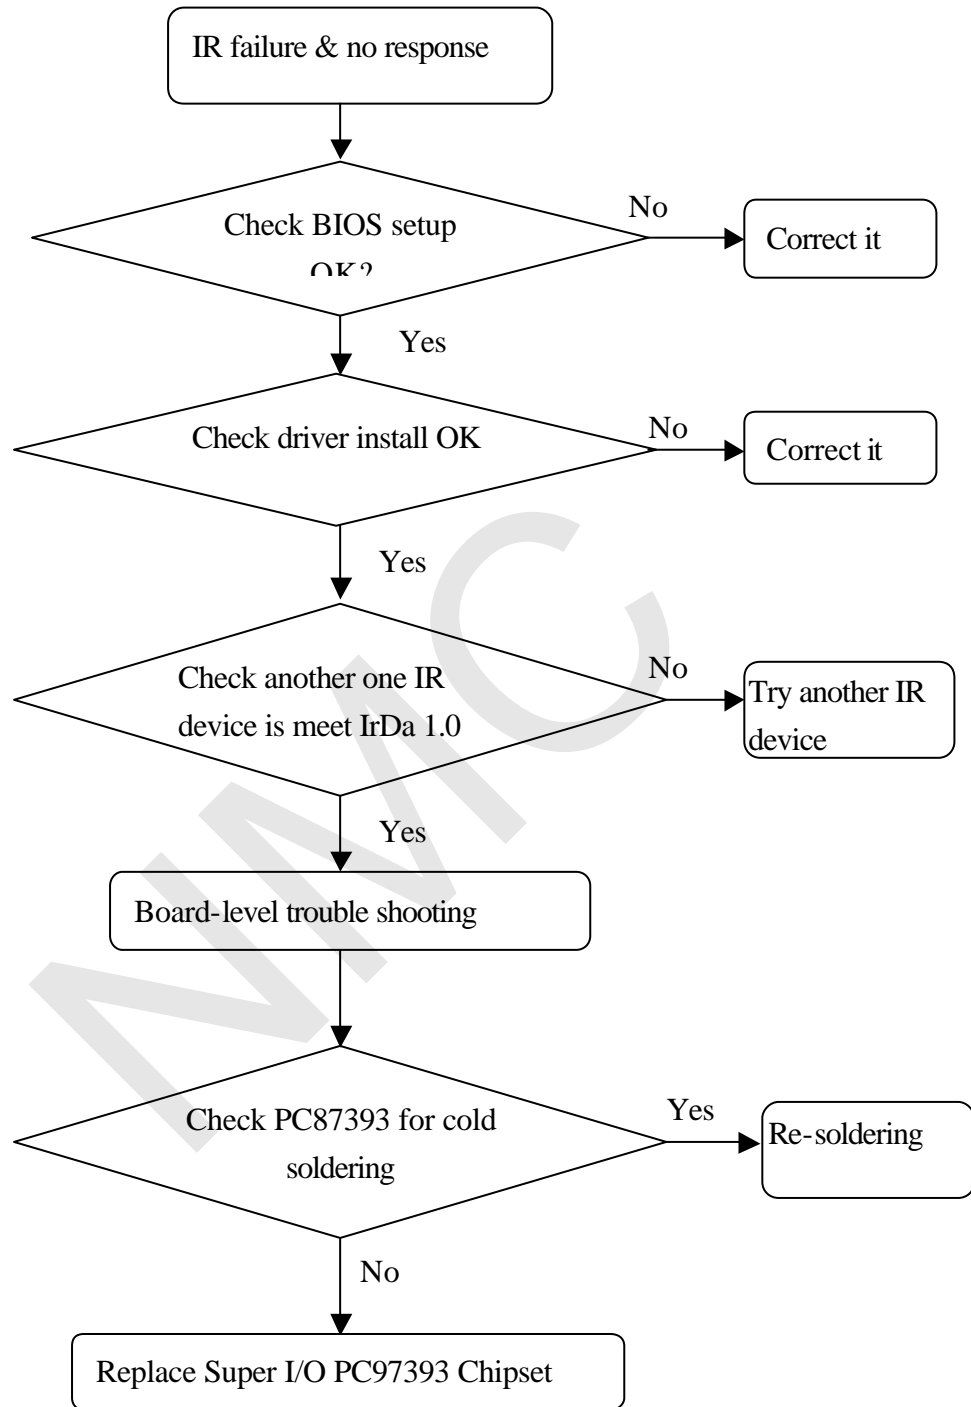 IR failure & no response
Check BIOS setup
No
Correct it
OK?
Yes
Check driver install OK
No
Correct it
Yes
Check another one IR
device is meet IrDa 1.0
No
Try another IR
device
Yes
Board-level trouble shooting
Check PC87393 for cold
soldering
Yes
Re-soldering
No
Replace Super I/O PC97393 Chipset
NMC